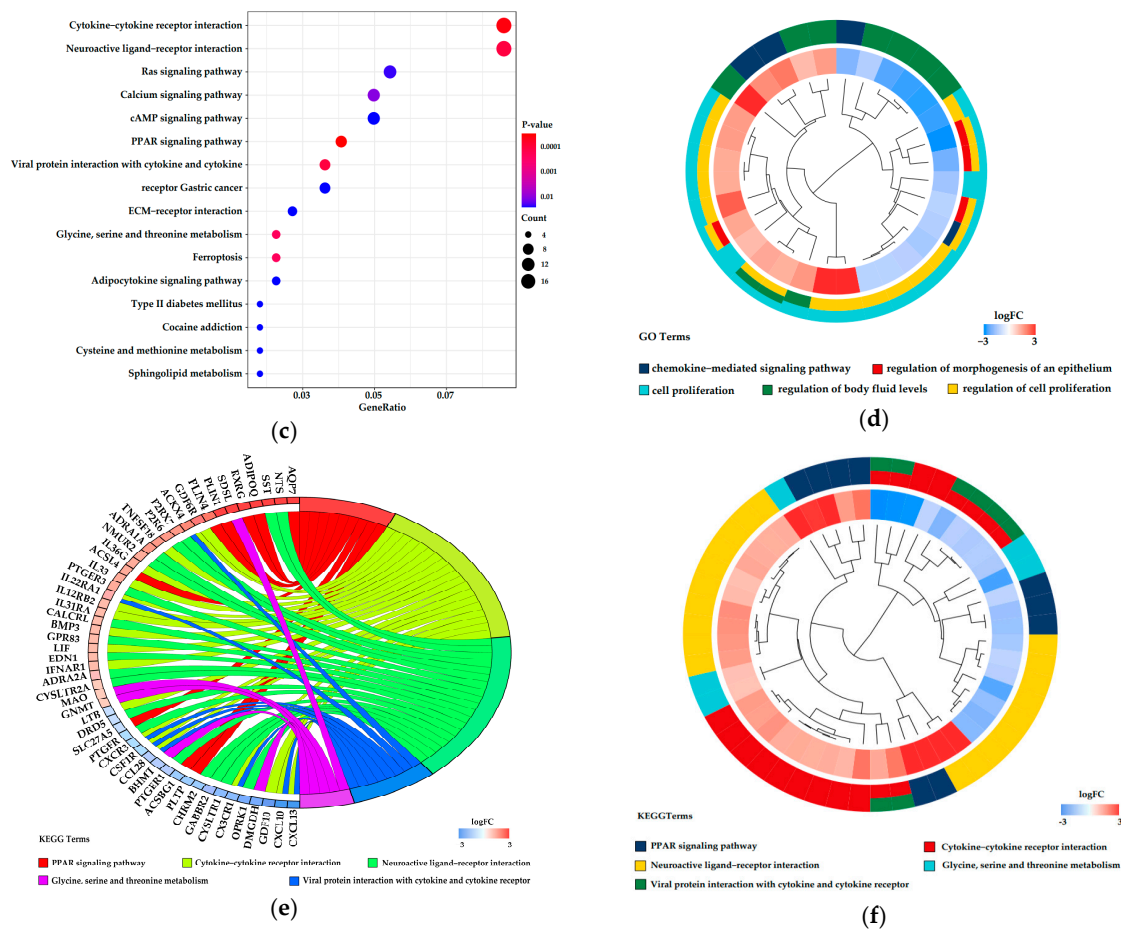 Cytokine−cytokine receptor interaction
Neuroactive ligand−receptor interaction
Ras signaling pathway
Calcium signaling pathway
cAMP signaling pathway
PPAR signaling pathway
Viral protein interaction with cytokine and cytokine
receptor Gastric cancer
ECM−receptor interaction
Glycine, serine and threonine metabolism
Ferroptosis
Adipocytokine signaling pathway
Type II diabetes mellitus
Cocaine addiction
Cysteine and methionine metabolism
Sphingolipid metabolism
0.03 0.05 0.07
GeneRatio
P-value
0.0001
0.001
0.01
Count
4
8
12
16
(c)
logFC
−3 3
GO Terms
chemokine−mediated signaling pathway
regulation of morphogenesis of an epithelium
cell proliferation
regulation of body fluid levels
regulation of cell proliferation
(d)
AQP7
NTS
SST
ADIPOQ
RXRG
SDSL
PLIN1
PLIN4
GDF6R
ACKX4
F2RX7
P2R6
TNFSF18
ADRA1A
NMUR2
IL36G
ACSL4
IL33
PTGER3
IL22RA1
IL12RB2
IL31RA
CALCRL
BMP3
GPR83
LIF
EDN1
IFNAR1
ADRA2A
CYSLTR2A
MAO
GNMT
LTB
DRD5
SLC27A5
PTGFR
CXCR3
CSF1R
CCL28
BHMT
PTGER1
ACSBG1
PLTP
CHRM2
GABBR2
CYSLTR1
CX3CR1
OPRK1
DMGDH
GDF10
CXCL10
CXCL13
logFC
3 3
KEGG Terms
PPAR signaling pathway
Cytokine−cytokine receptor interaction
Neuroactive ligand−receptor interaction
Glycine, serine and threonine metabolism
Viral protein interaction with cytokine and cytokine receptor
(e)
logFC
-3 3
KEGGTerms
PPAR signaling pathway
Cytokine−cytokine receptor interaction
Neuroactive ligand−receptor interaction
Glycine, serine and threonine metabolism
Viral protein interaction with cytokine and cytokine receptor
(f)